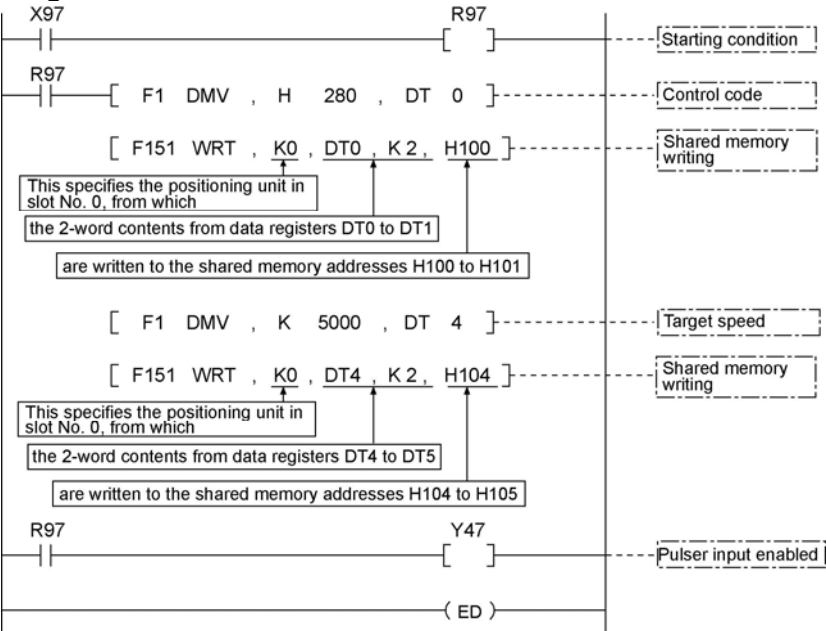 X97
R97
Starting condition
R97
F1 DMV , H 280 , DT 0
Control code
F151 WRT , K0 , DT0 , K 2 , H100
Shared memory
writing
This specifies the positioning unit in
slot No. 0, from which
the 2-word contents from data registers DT0 to DT1
are written to the shared memory addresses H100 to H101
F1 DMV , K 5000 , DT 4
Target speed
F151 WRT , K0 , DT4 , K 2 , H104
Shared memory
writing
This specifies the positioning unit in
slot No. 0, from which
the 2-word contents from data registers DT4 to DT5
are written to the shared memory addresses H104 to H105
R97
Y47
Pulser input enabled
ED